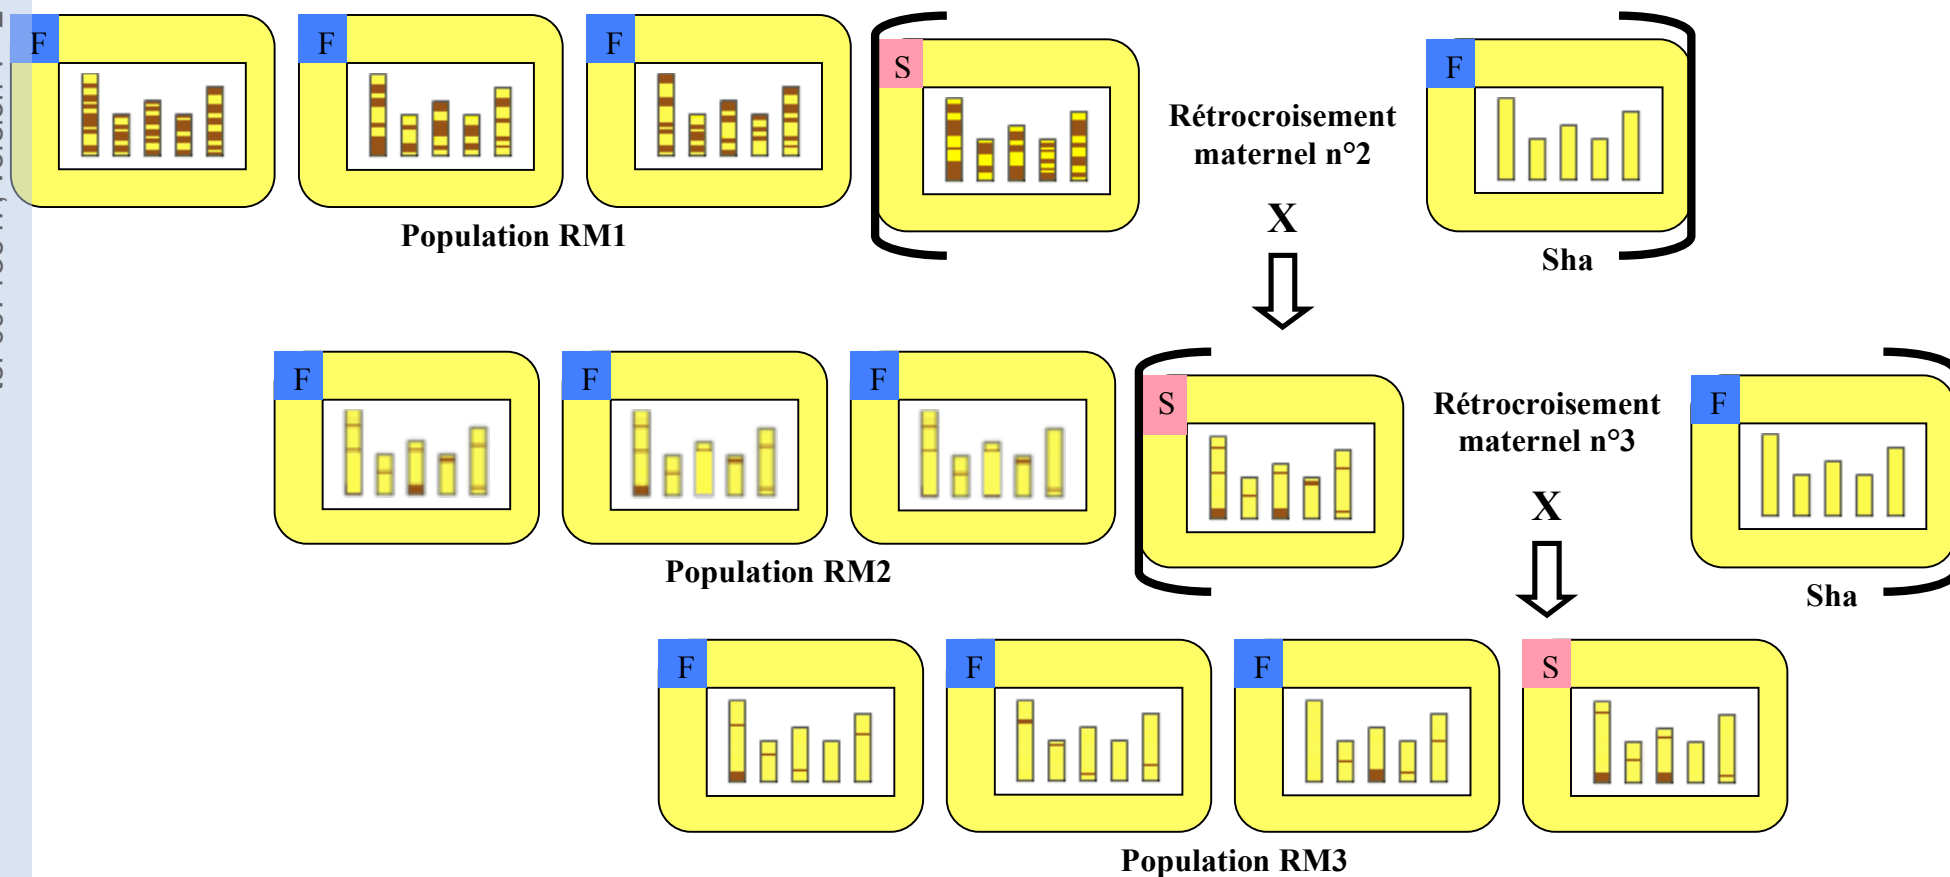 F
F
F
S
Rétrocroisement
maternel n°2
X
F
Population RM1
Sha
F
F
F
S
Rétrocroisement
maternel n°3
X
F
Population RM2
Sha
F
F
F
S
Population RM3